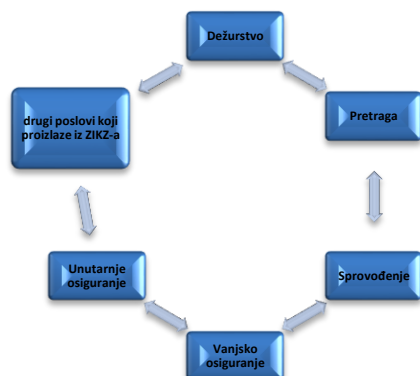 Dežurstvo
drugi poslovi koji
proizlaze iz ZIKZ-a
Pretraga
Unutarnje
osiguranje
Sprovođenje
Vanjsko
osiguranje